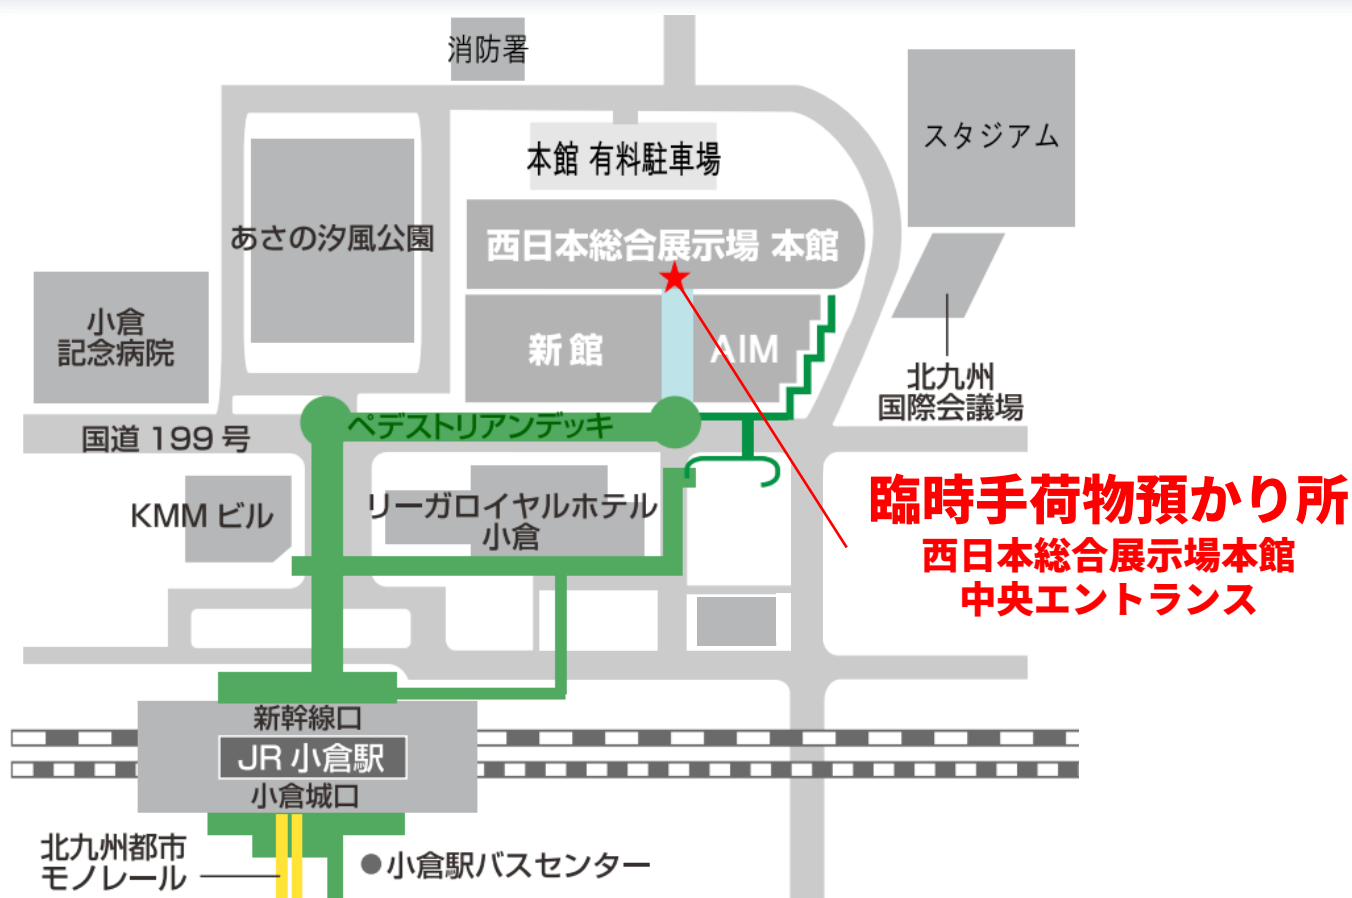 消防署
スタジアム
本館 有料駐車場
あさの汐風公園
西日本総合展示場 本館
小倉
記念病院
新館
AIM
北九州
国際会議場
ペデストリアンデッキ
国道 199 号
KMM ビル
リーガロイヤルホテル
小倉
臨時手荷物預かり所
西日本総合展示場本館
中央エントランス
新幹線口
JR 小倉駅
小倉城口
北九州都市
モノレール
●小倉駅バスセンター